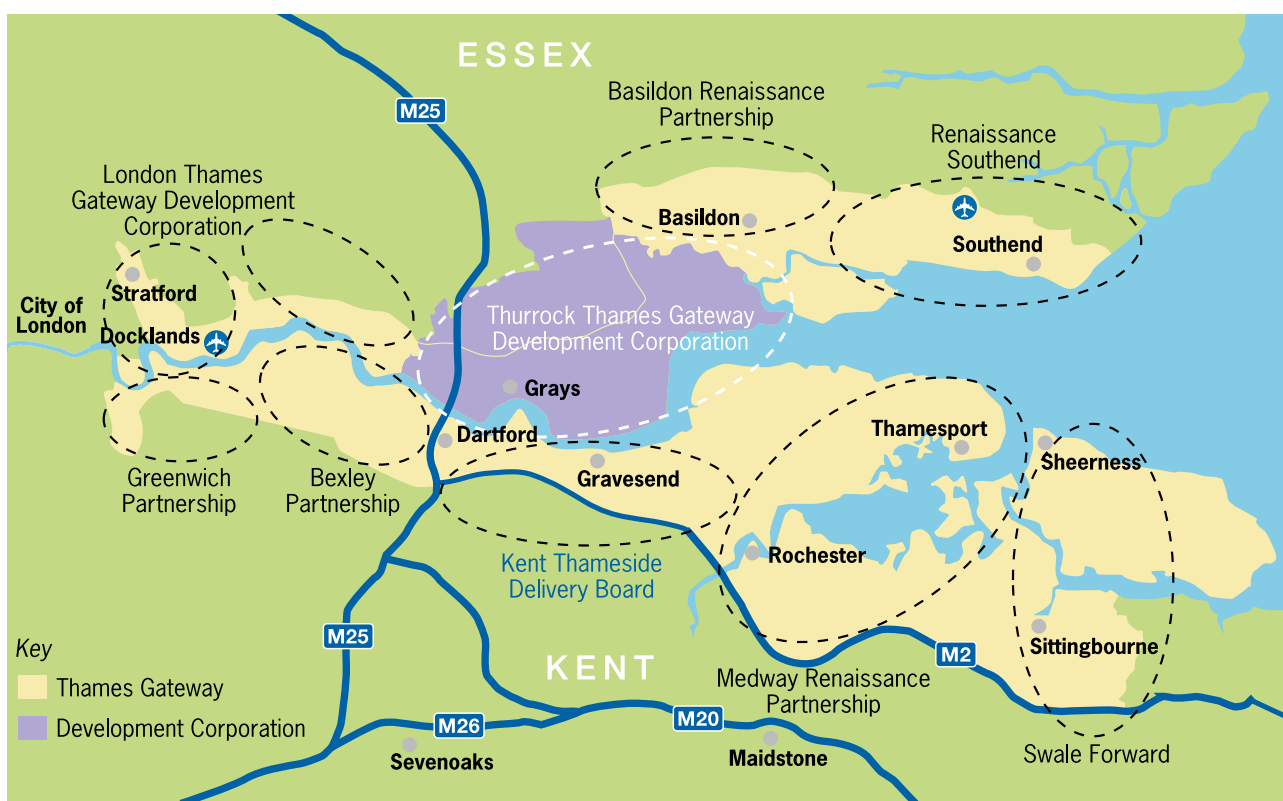 ESSEX
M25
Basildon Renaissance
Partnership
Renaissance
Southend
London Thames
Gateway Development
Corporation
Basildon
Southend
Stratford
City of
London
Docklands
Thurrock Thames Gateway
Development Corporation
Grays
Dartford
Thamesport
Sheerness
Greenwich
Partnership
Bexley
Partnership
Gravesend
Rochester
Kent Thameside
Delivery Board
M25
Sittingbourne
M2
KENT
Medway Renaissance
Partnership
Key
Thames Gateway
Development Corporation
M26
M20
Sevenoaks
Maidstone
Swale Forward